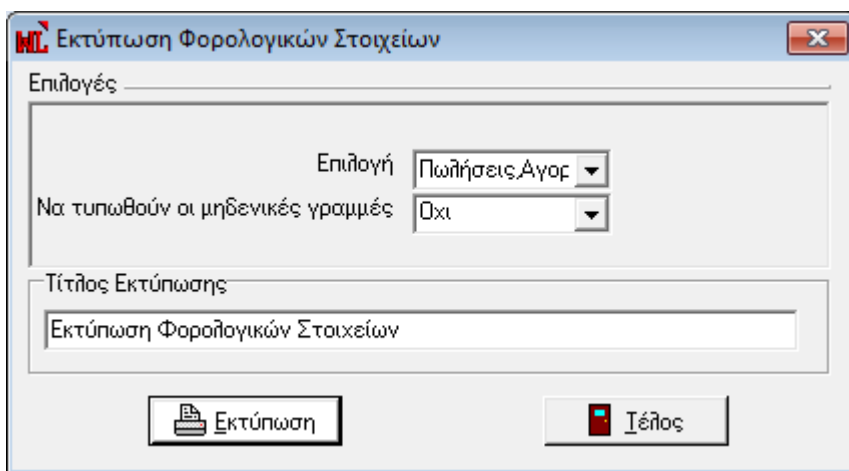 WL Εκτύπωση Φορολογικών Στοιχείων
Επιλογές
Επιλογή Πωλήσεις,Αγορ
Να τυπωθούν οι μηδενικές γραμμές Οχι
Τίτλος Εκτύπωσης
Εκτύπωση Φορολογικών Στοιχείων
Εκτύπωση Τέλος